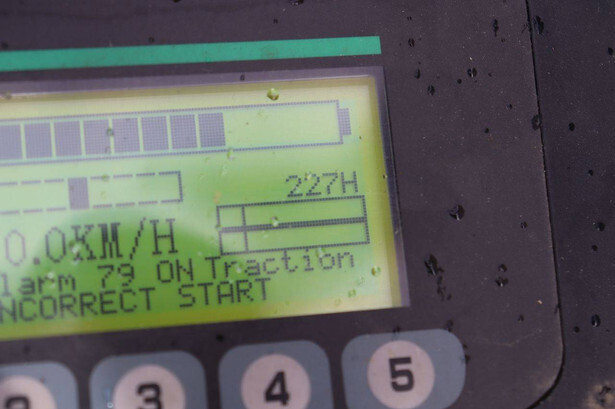 227H
0.0KM/H
larm 79 ON Traction
NCORRECT START
3 4 5